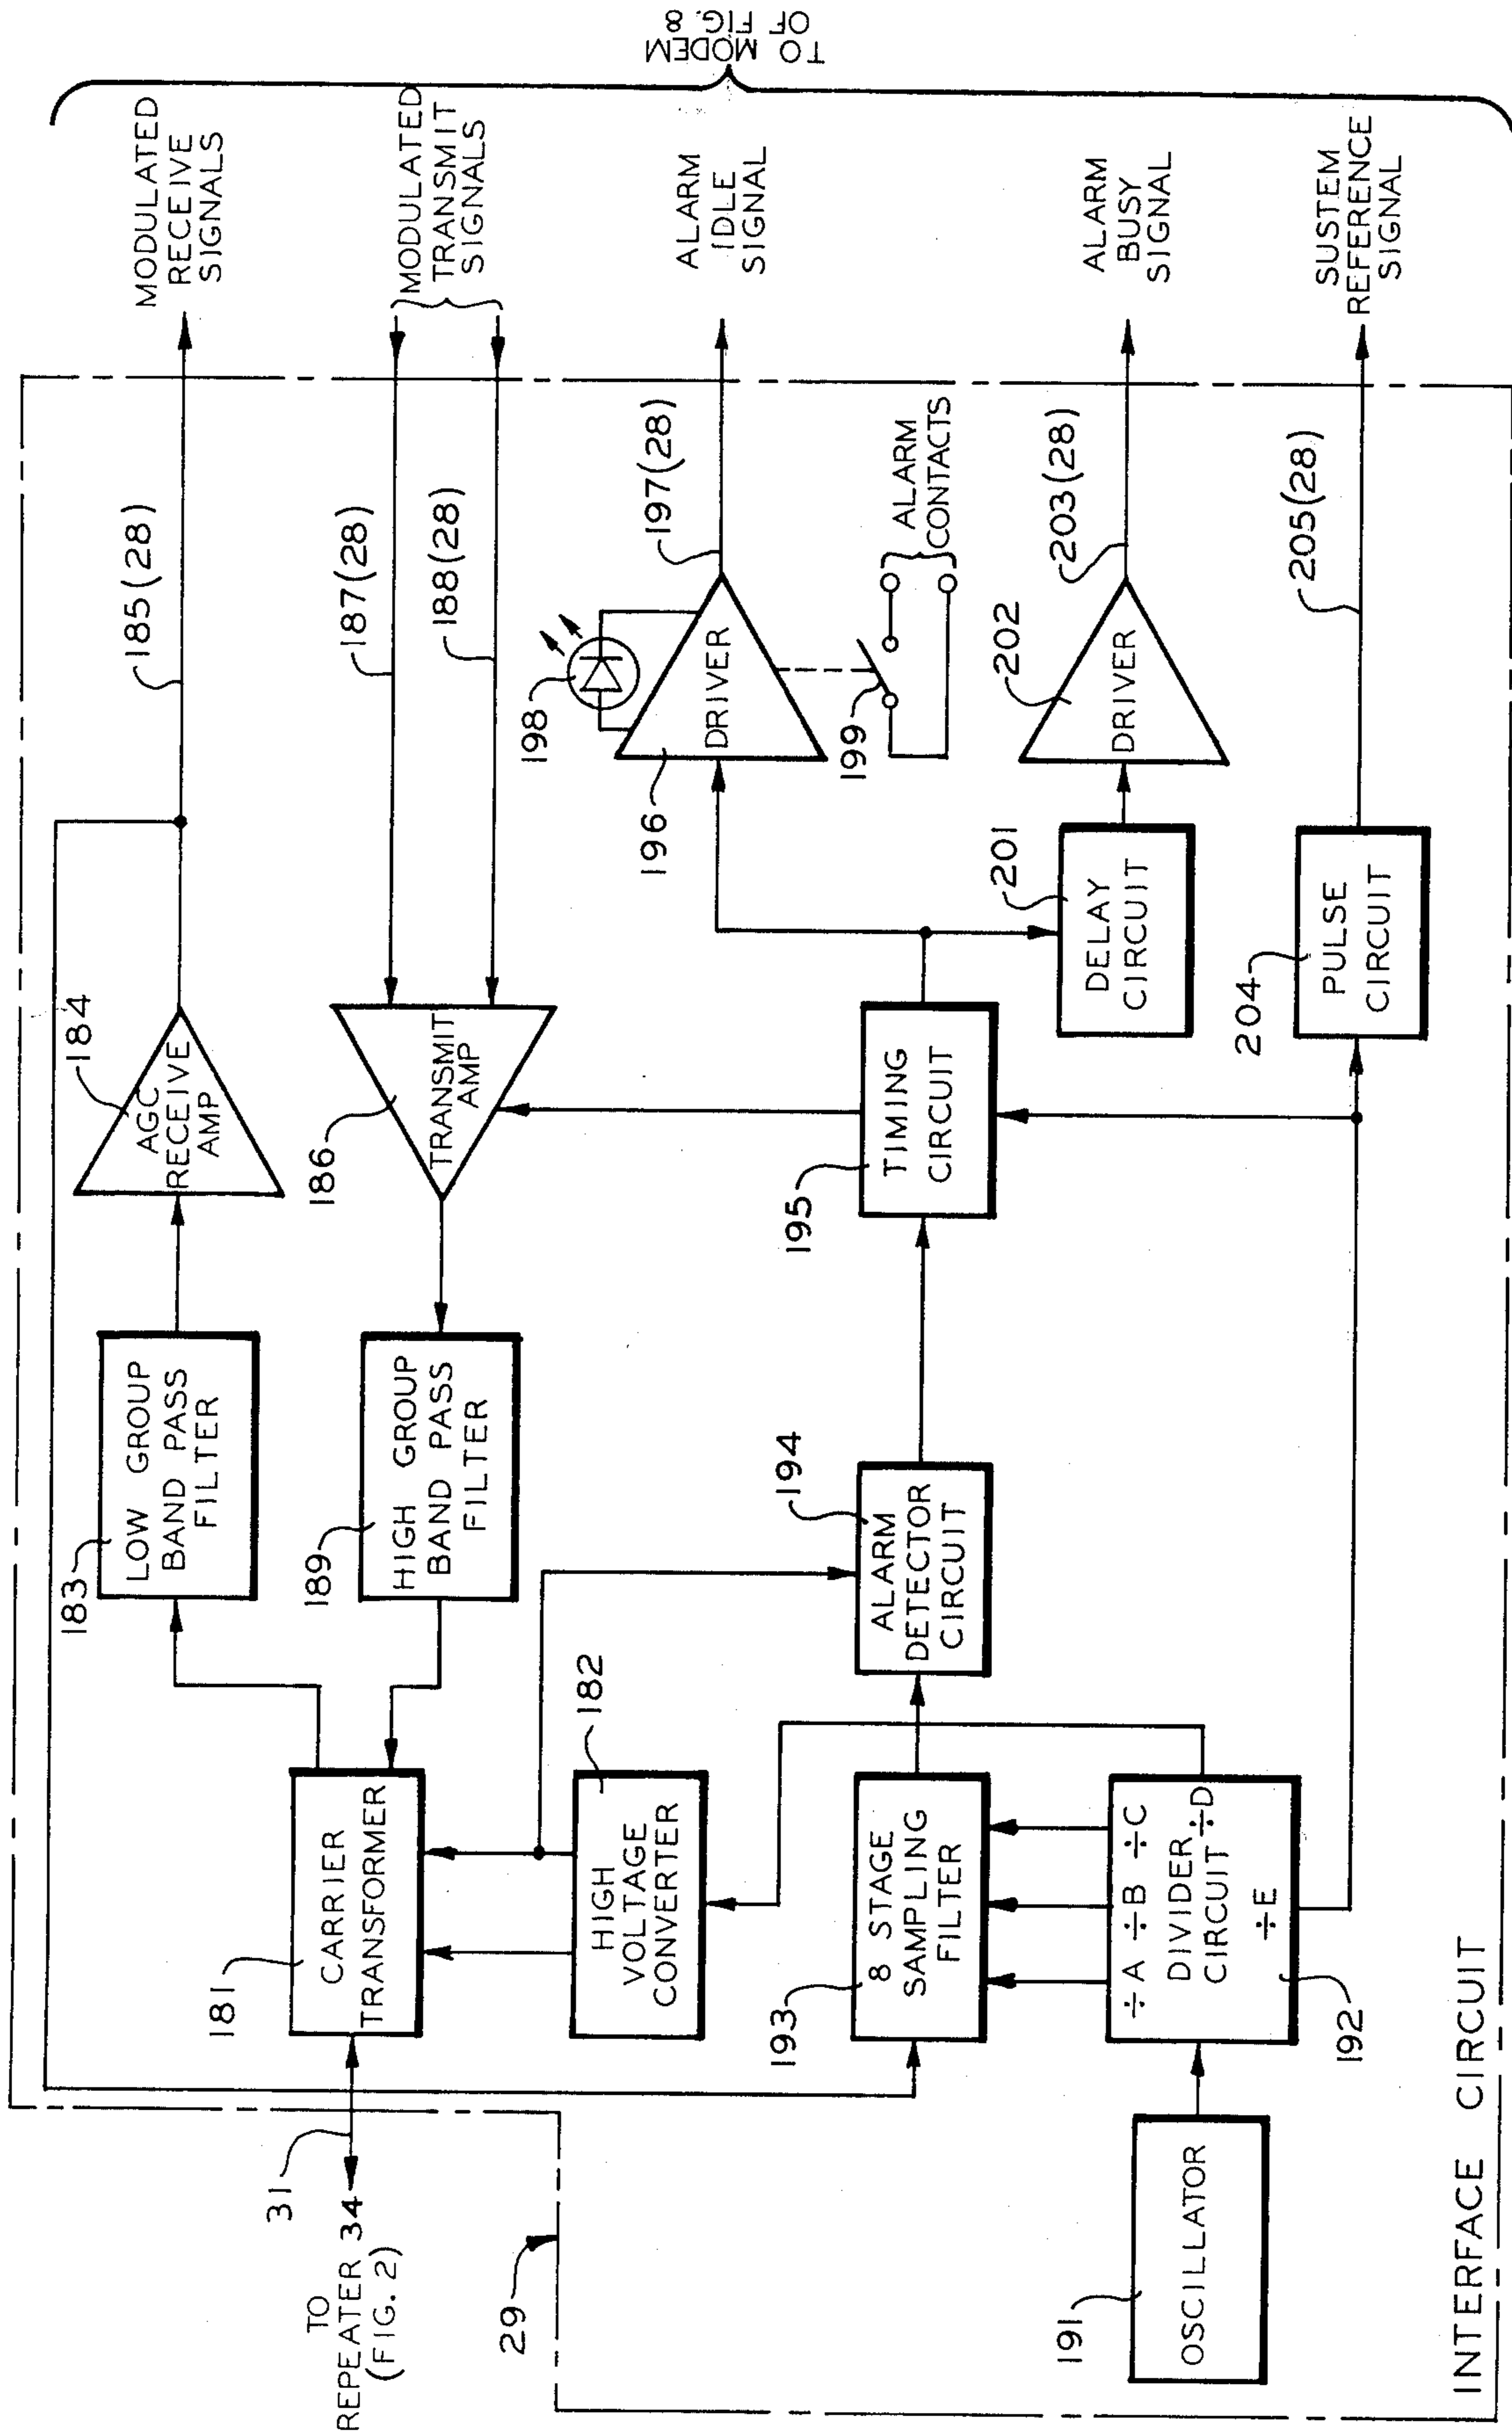 TO
REPEATER 34
(FIG. 2)
31
29
181
CARRIER
TRANSFORMER
183
LOW GROUP
BAND PASS
FILTER
184
AGC
RECEIVE
AMP
185(28)
MODULATED
RECEIVE
SIGNALS
189
HIGH GROUP
BAND PASS
FILTER
186
TRANSMIT
AMP
187(28)
188(28)
MODULATED
TRANSMIT
SIGNALS
182
HIGH
VOLTAGE
CONVERTER
198
196
DRIVER
197(28)
ALARM
IDLE
SIGNAL
199
ALARM
CONTACTS
193
8 STAGE
SAMPLING
FILTER
194
ALARM
DETECTOR
CIRCUIT
195
TIMING
CIRCUIT
201
DELAY
CIRCUIT
202
DRIVER
203(28)
ALARM
BUSY
SIGNAL
191
OSCILLATOR
192
÷A ÷B ÷C
DIVIDER
CIRCUIT ÷D
÷E
204
PULSE
CIRCUIT
205(28)
SUSTEM
REFERENCE
SIGNAL
TO MODEM
OF FIG. 8
INTERFACE CIRCUIT